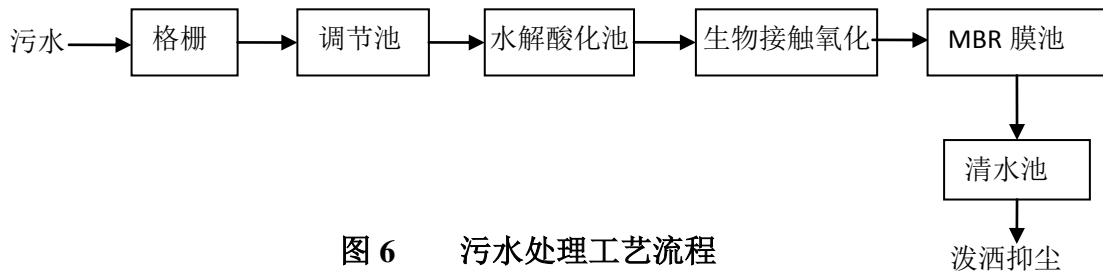 污水
格栅
调节池
水解酸化池
生物接触氧化
MBR 膜池
清水池
泼洒抑尘
图 6 污水处理工艺流程